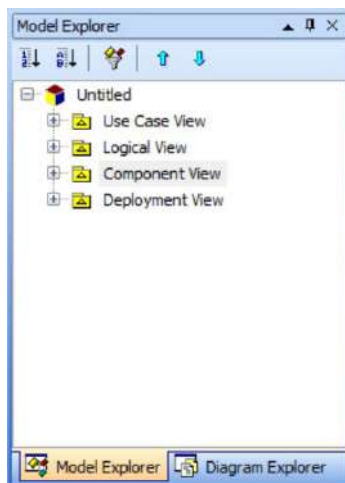 Model Explorer
Untitled
Use Case View
Logical View
Component View
Deployment View
Model Explorer Diagram Explorer